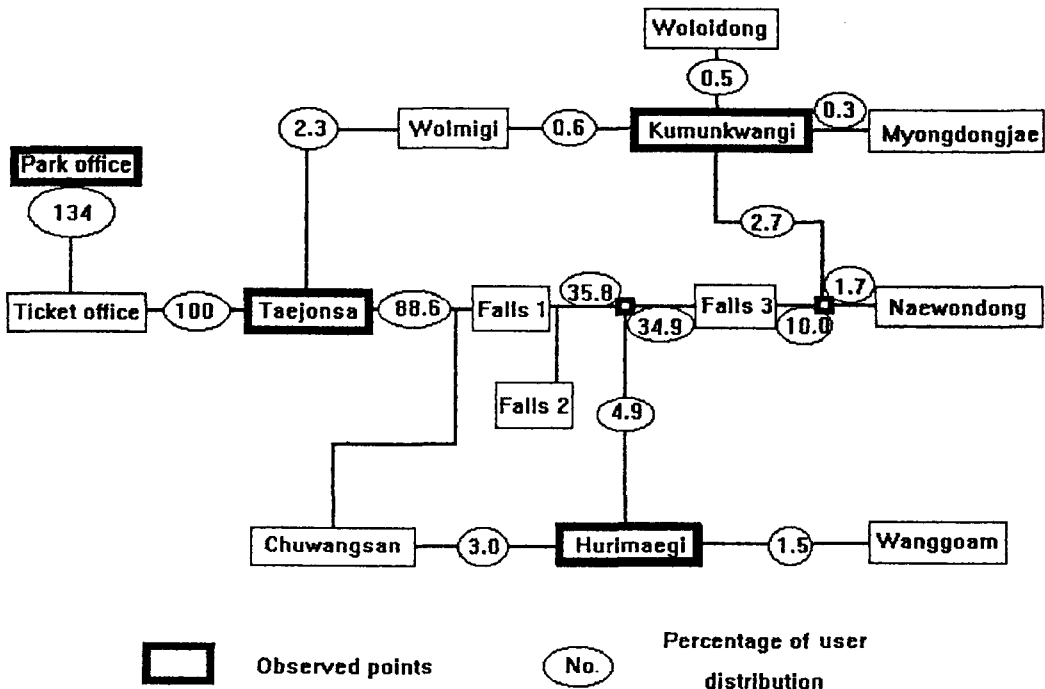 Woloidong
0.5
2.3
Wolmigi
0.6
Kumunkwangi
0.3
Myongdongjae
Park office
134
2.7
Ticket office
100
Taejonsa
88.6
Falls 1
35.8
34.9
Falls 3
10.0
1.7
Naewondong
Falls 2
4.9
Chuwangsan
3.0
Hurimaegi
1.5
Wanggoam
Observed points
No.
Percentage of user
distribution